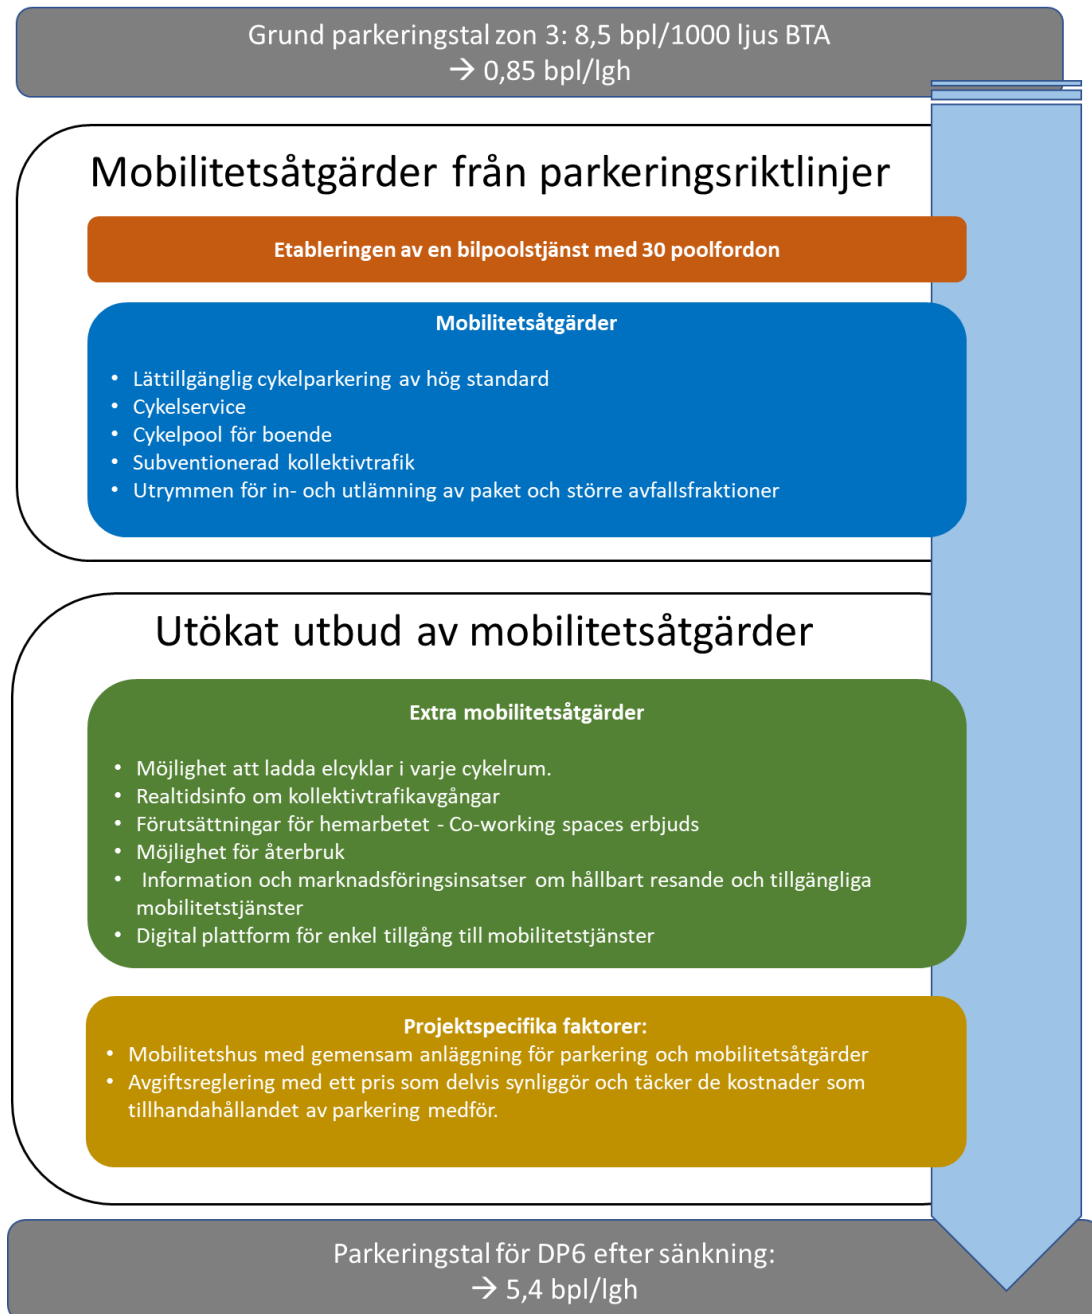 Grund parkeringstal zon 3: 8,5 bpl/1000 ljus BTA
→ 0,85 bpl/lgh
Mobilitetsåtgärder från parkeringsriktlinjer
Etableringen av en bilpoolstjänst med 30 poolfordon
Mobilitetsåtgärder
• Lättillgänglig cykelparkering av hög standard
• Cykelservice
• Cykelpool för boende
• Subventionerad kollektivtrafik
• Utrymmen för in- och utlämning av paket och större avfallsfraktioner
Utökat utbud av mobilitetsåtgärder
Extra mobilitetsåtgärder
• Möjlighet att ladda elcyklar i varje cykelrum.
• Realtidsinfo om kollektivtrafikavgångar
• Förutsättningar för hemarbetet - Co-working spaces erbjuds
• Möjlighet för återbruk
• Information och marknadsföringsinsatser om hållbart resande och tillgängliga
mobilitetstjänster
• Digital plattform för enkel tillgång till mobilitetstjänster
Projektspecifika faktorer:
• Mobilitetshus med gemensam anläggning för parkering och mobilitetsåtgärder
• Avgiftsreglering med ett pris som delvis synliggör och täcker de kostnader som
tillhandahållandet av parkering medför.
Parkeringstal för DP6 efter sänkning:
→ 5,4 bpl/lgh